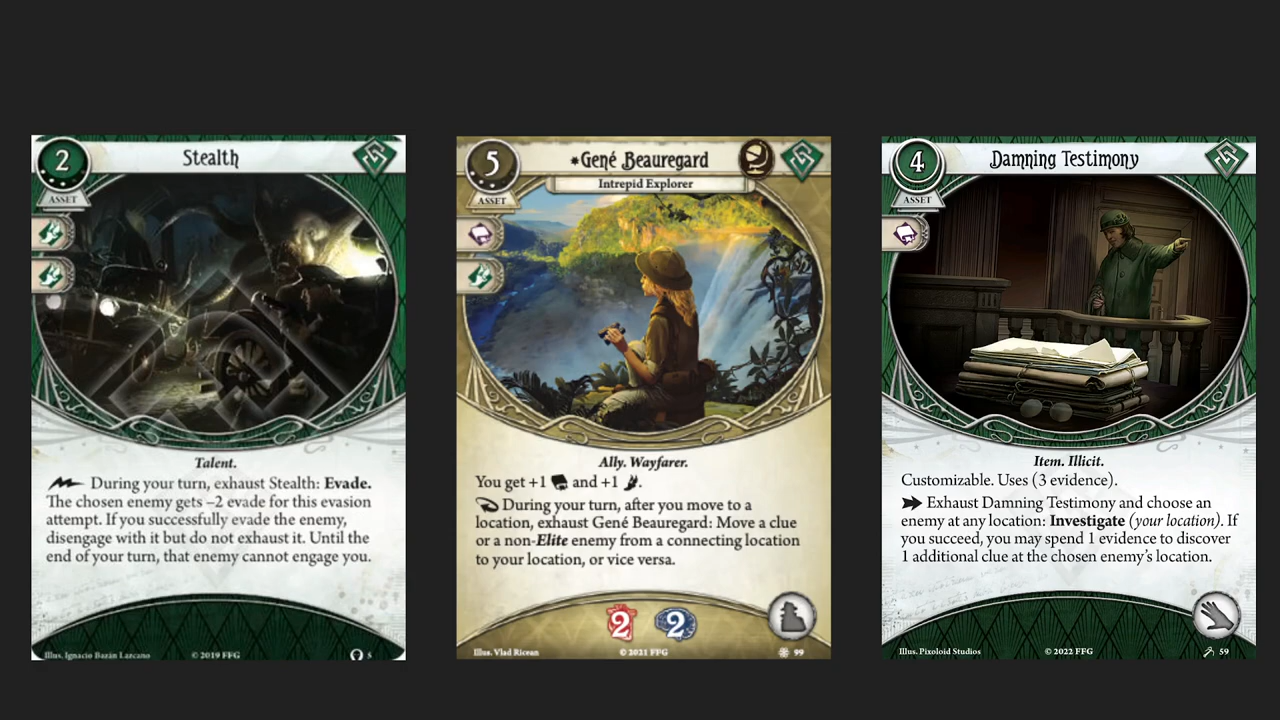 2
Stealth
ASSET
Talent.
During your turn, exhaust Stealth: Evade.
The chosen enemy gets –2 evade for this evasion
attempt. If you successfully evade the enemy,
disengage with it but do not exhaust it. Until the
end of your turn, that enemy cannot engage you.
Illus. Ignacio Bazán Lazcano
© 2019 FFG
5
5
*Gené Beauregard
Intrepid Explorer
ASSET
Ally. Wayfarer.
You get +1 and +1 .
During your turn, after you move to a
location, exhaust Gené Beauregard: Move a clue
or a non-Elite enemy from a connecting location
to your location, or vice versa.
2 2
Illus. Vlad Ricean
© 2021 FFG
99
4
Damning Testimony
ASSET
Item. Illicit.
Customizable. Uses (3 evidence).
Exhaust Damning Testimony and choose an
enemy at any location: Investigate (your location). If
you succeed, you may spend 1 evidence to discover
1 additional clue at the chosen enemy's location.
Illus. Pixoloid Studios
© 2022 FFG
59